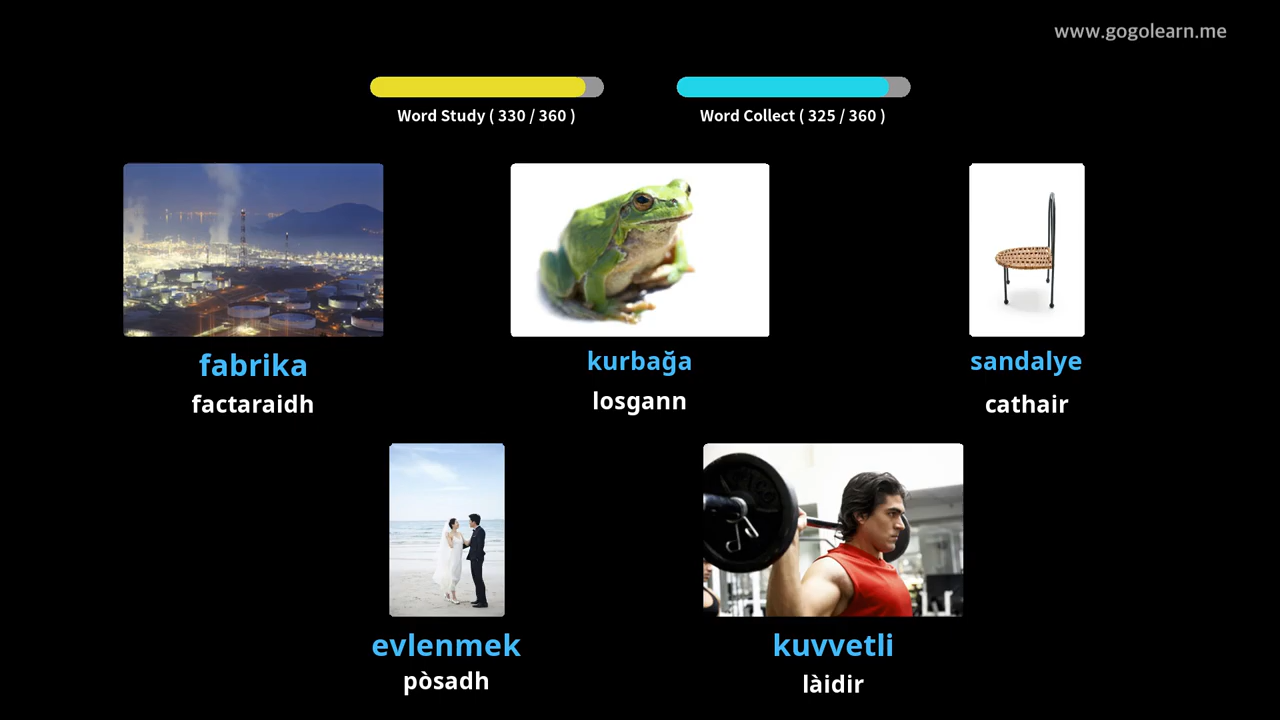 www.gogolearn.me
Word Study ( 330 / 360 )
Word Collect ( 325 / 360 )
fabrika
factaraidh
kurbağa
losgann
sandalye
cathair
evlenmek
pòsadh
kuvvetli
làidir